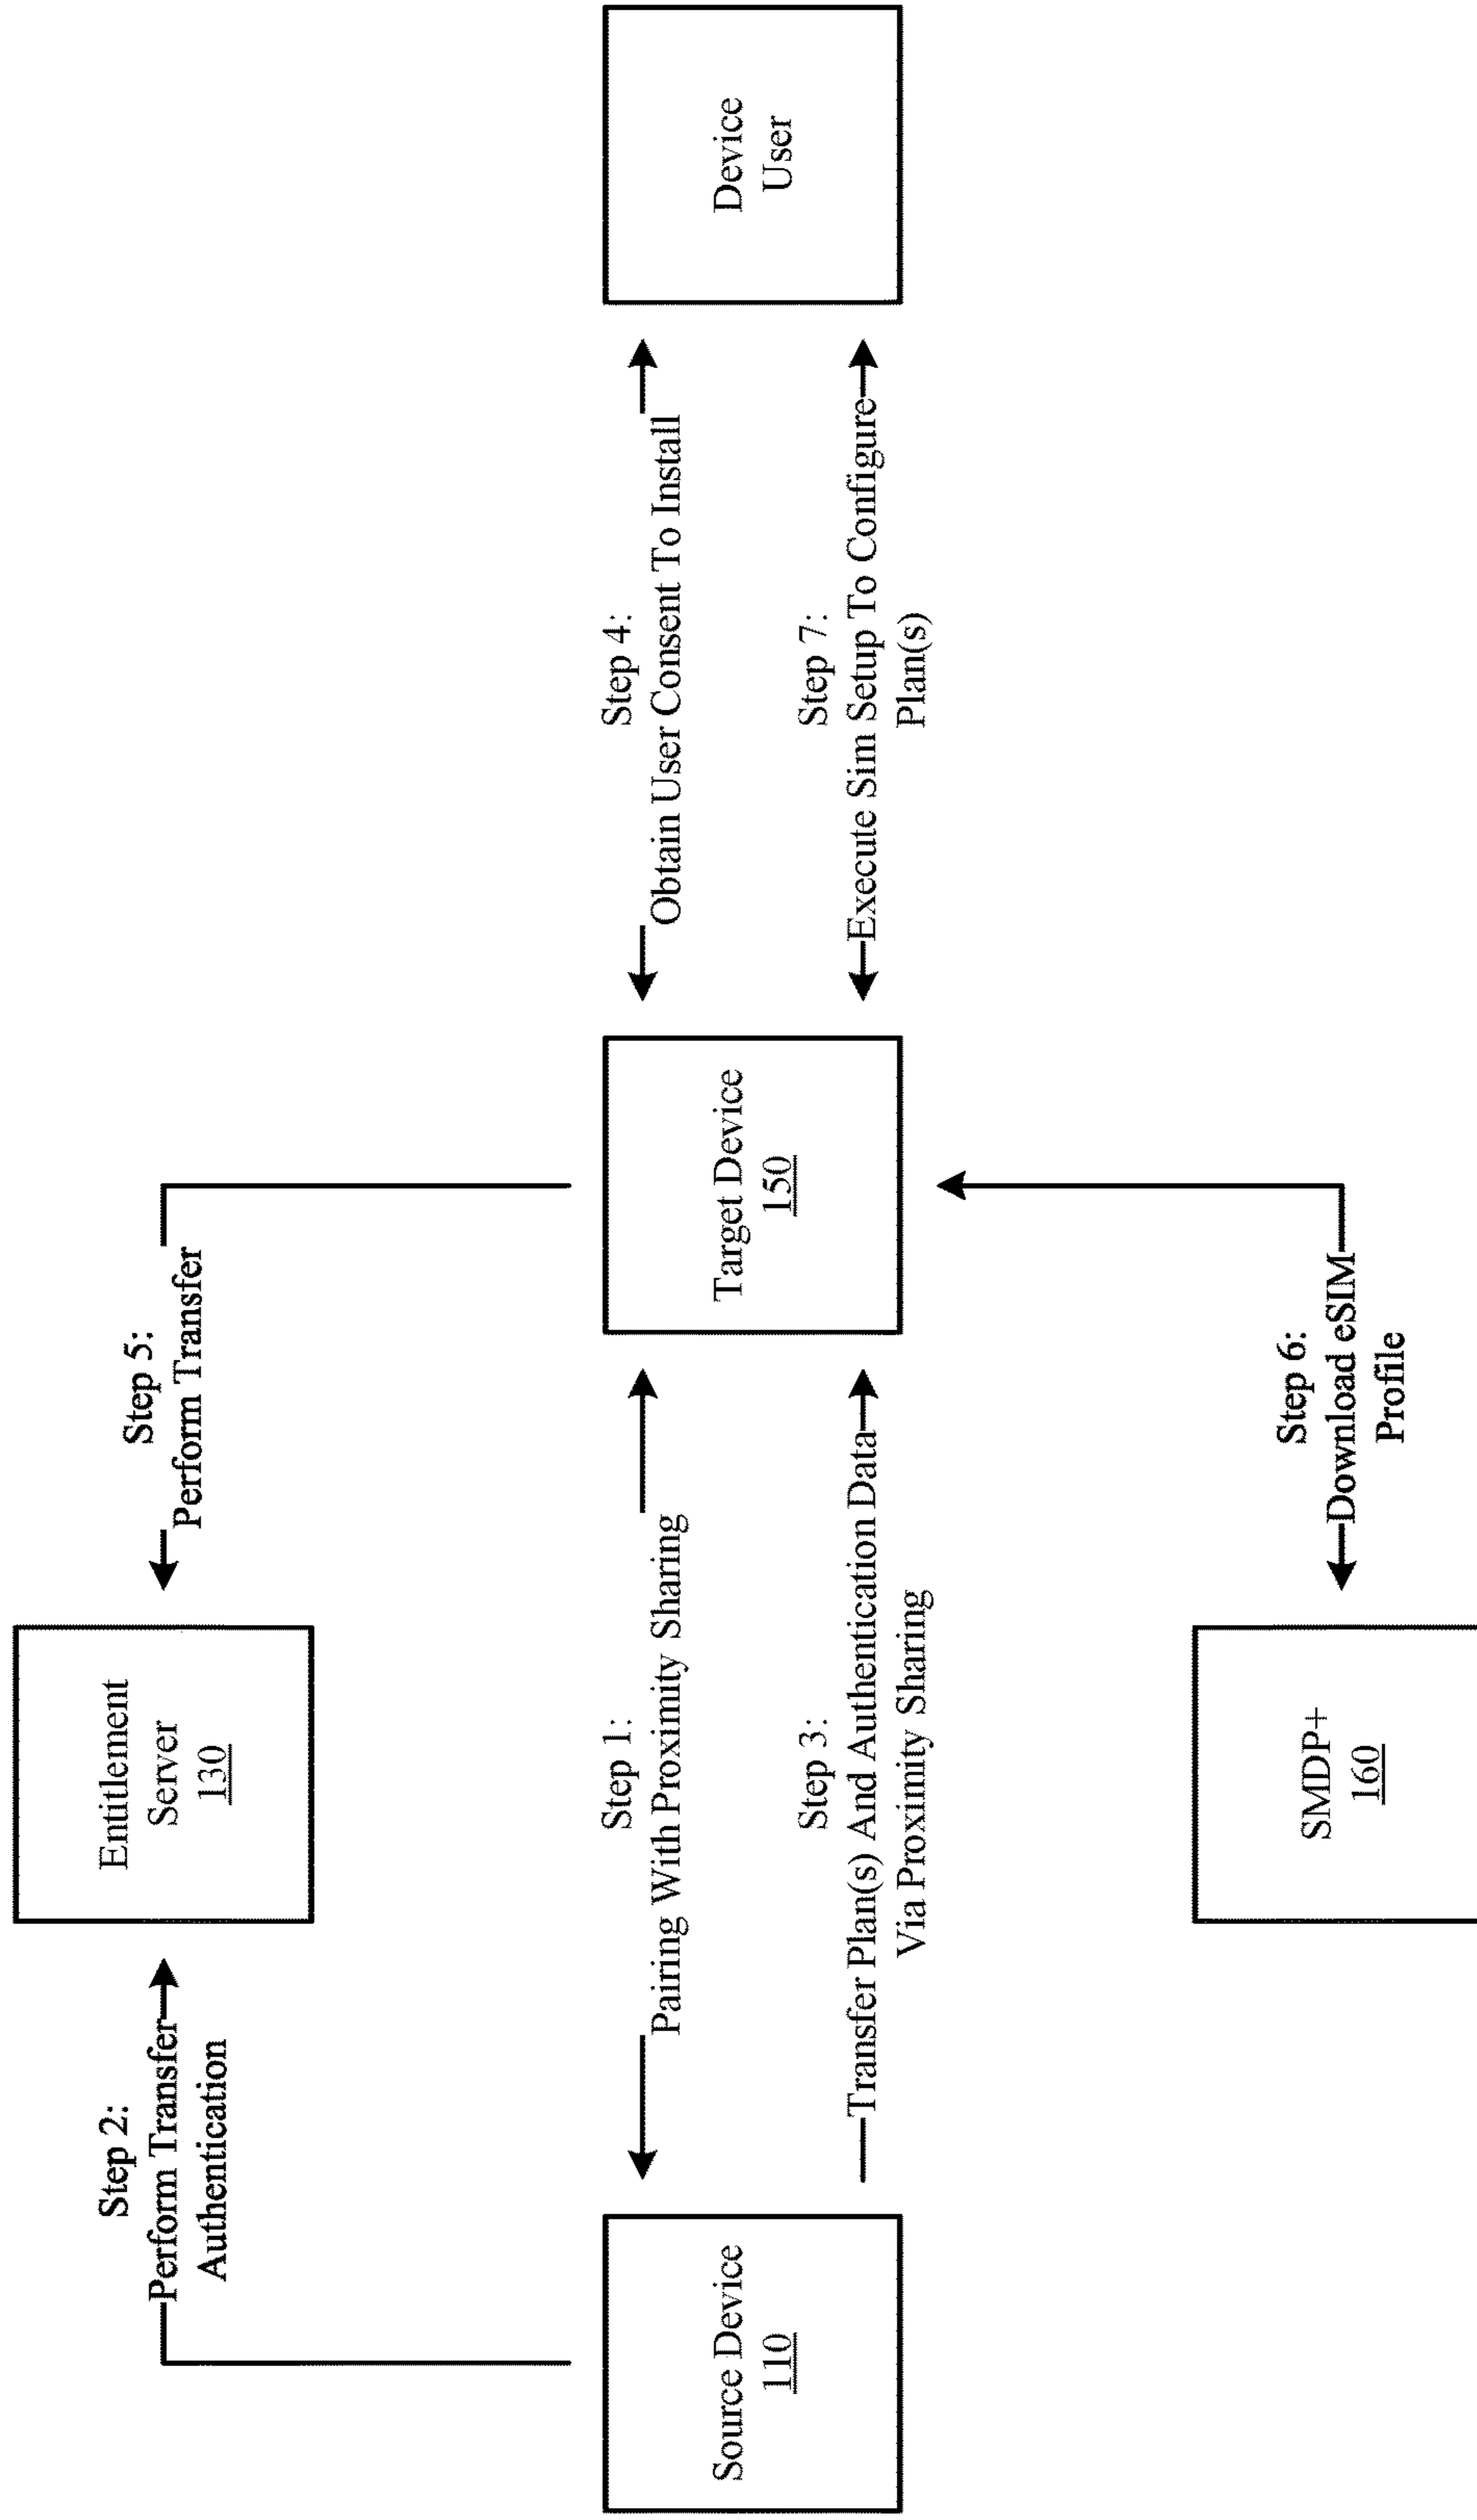 Step 2:
Perform Transfer
Authentication
Entitlement
Server
130
Step 5:
Perform Transfer
Source Device
110
Step 1:
Pairing With Proximity Sharing
Step 3:
Transfer Plan(s) And Authentication Data
Via Proximity Sharing
Target Device
150
Step 4:
Obtain User Consent To Install
Step 7:
Execute Sim Setup To Configure
Plan(s)
Device
User
SMDP+
160
Step 6:
Download eSIM
Profile